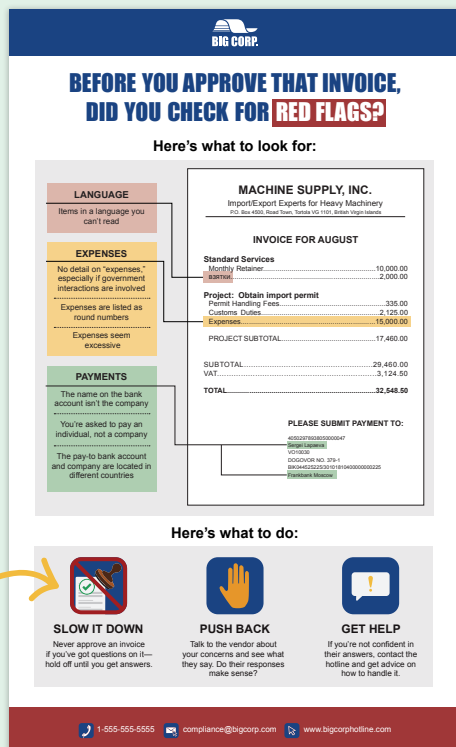 BIG CORP.
BEFORE YOU APPROVE THAT INVOICE,
DID YOU CHECK FOR RED FLAGS?
Here's what to look for:
LANGUAGE
Items in a language you
can't read
EXPENSES
No detail on "expenses,"
especially if government
interactions are involved
Expenses are listed as
round numbers
Expenses seem
excessive
PAYMENTS
The name on the bank
account isn't the company
You're asked to pay an
individual, not a company
The pay-to bank account
and company are located in
different countries
MACHINE SUPPLY, INC.
Import/Export Experts for Heavy Machinery
P.O. Box 4500, Road Town, Tortola VG 1101, British Virgin Islands
INVOICE FOR AUGUST
Standard Services
Monthly Retainer 10,000.00
ВЗЯТКИ 2,000.00
Project: Obtain import permit
Permit Handling Fees 335.00
Customs Duties 2,125.00
Expenses 15,000.00
PROJECT SUBTOTAL 17,460.00
SUBTOTAL 29,460.00
VAT 3,124.50
TOTAL 32,548.50
PLEASE SUBMIT PAYMENT TO:
Sergei Lapaeva
VO10030
DOGOVOR NO. 379-1
Frankbank Moscow
Here's what to do:
SLOW IT DOWN
Never approve an invoice
if you've got questions on it—
hold off until you get answers.
PUSH BACK
Talk to the vendor about
your concerns and see what
they say. Do their responses
make sense?
GET HELP
If you're not confident in
their answers, contact the
hotline and get advice on
how to handle it.
1-555-555-5555 compliance@bigcorp.com www.bigcorphotline.com